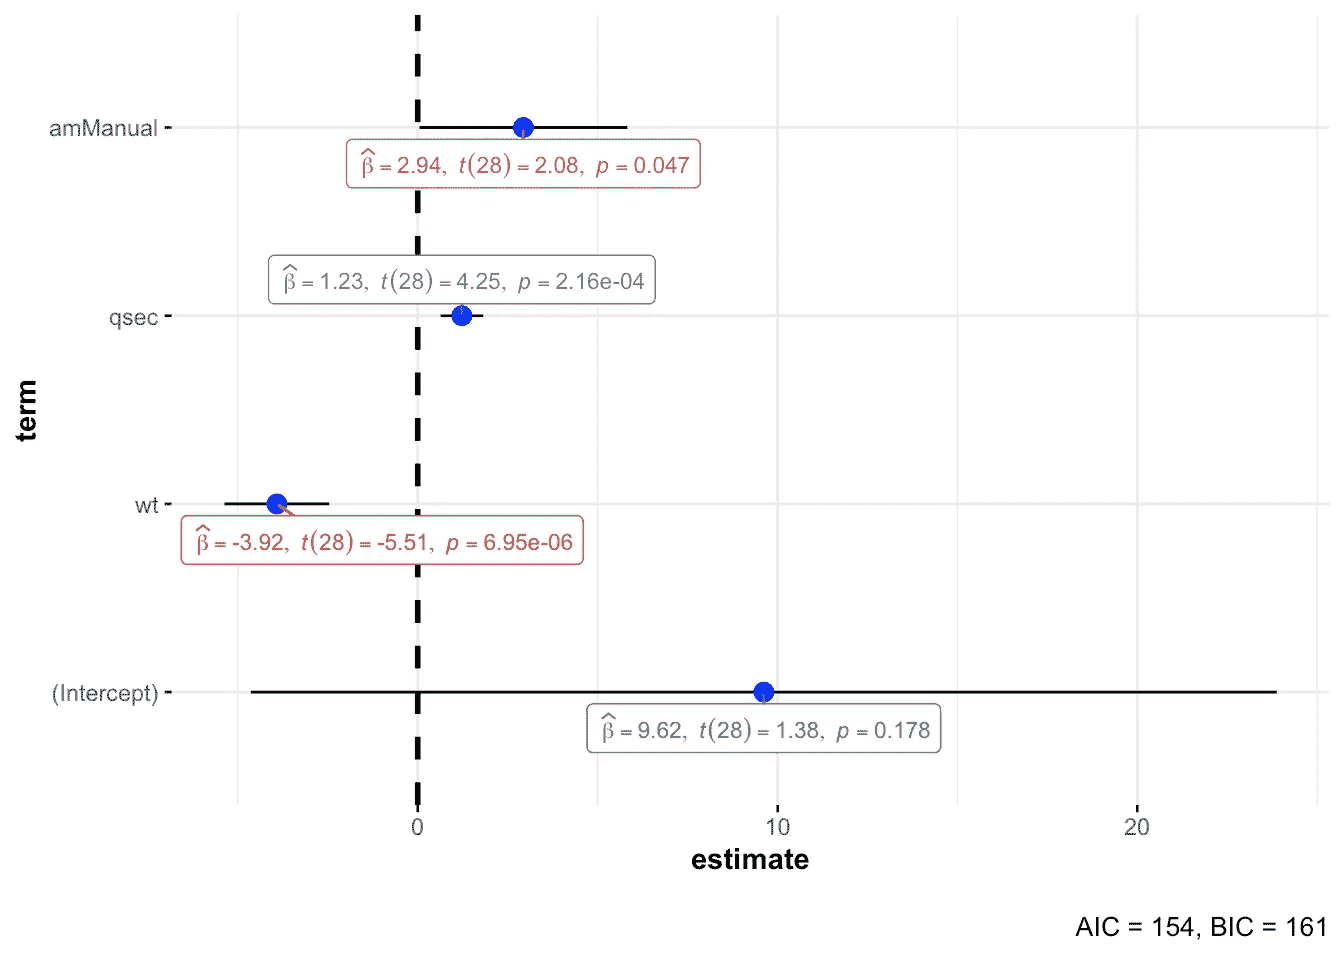 amManual
β̂ = 2.94, t(28) = 2.08, p = 0.047
β̂ = 1.23, t(28) = 4.25, p = 2.16e-04
qsec
term
wt
β̂ = -3.92, t(28) = -5.51, p = 6.95e-06
(Intercept)
β̂ = 9.62, t(28) = 1.38, p = 0.178
0 10 20
estimate
AIC = 154, BIC = 161